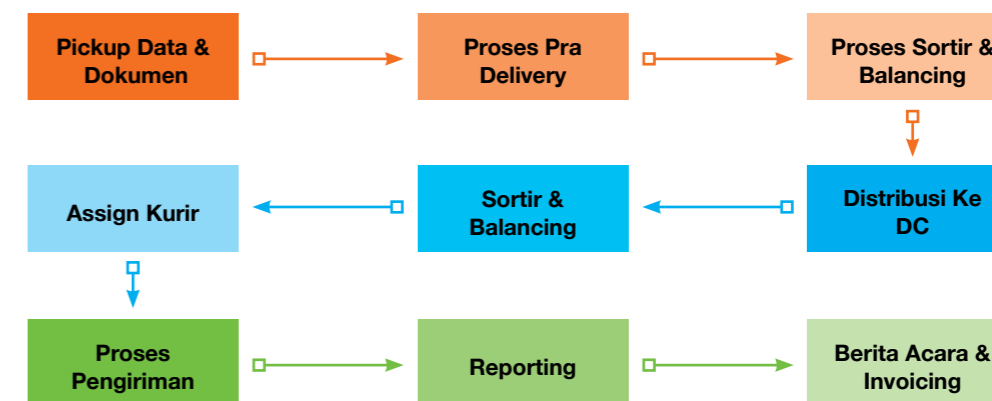 Pickup Data &
Dokumen
Proses Pra
Delivery
Proses Sortir &
Balancing
Assign Kurir
Sortir &
Balancing
Distribusi Ke
DC
Proses
Pengiriman
Reporting
Berita Acara &
Invoicing